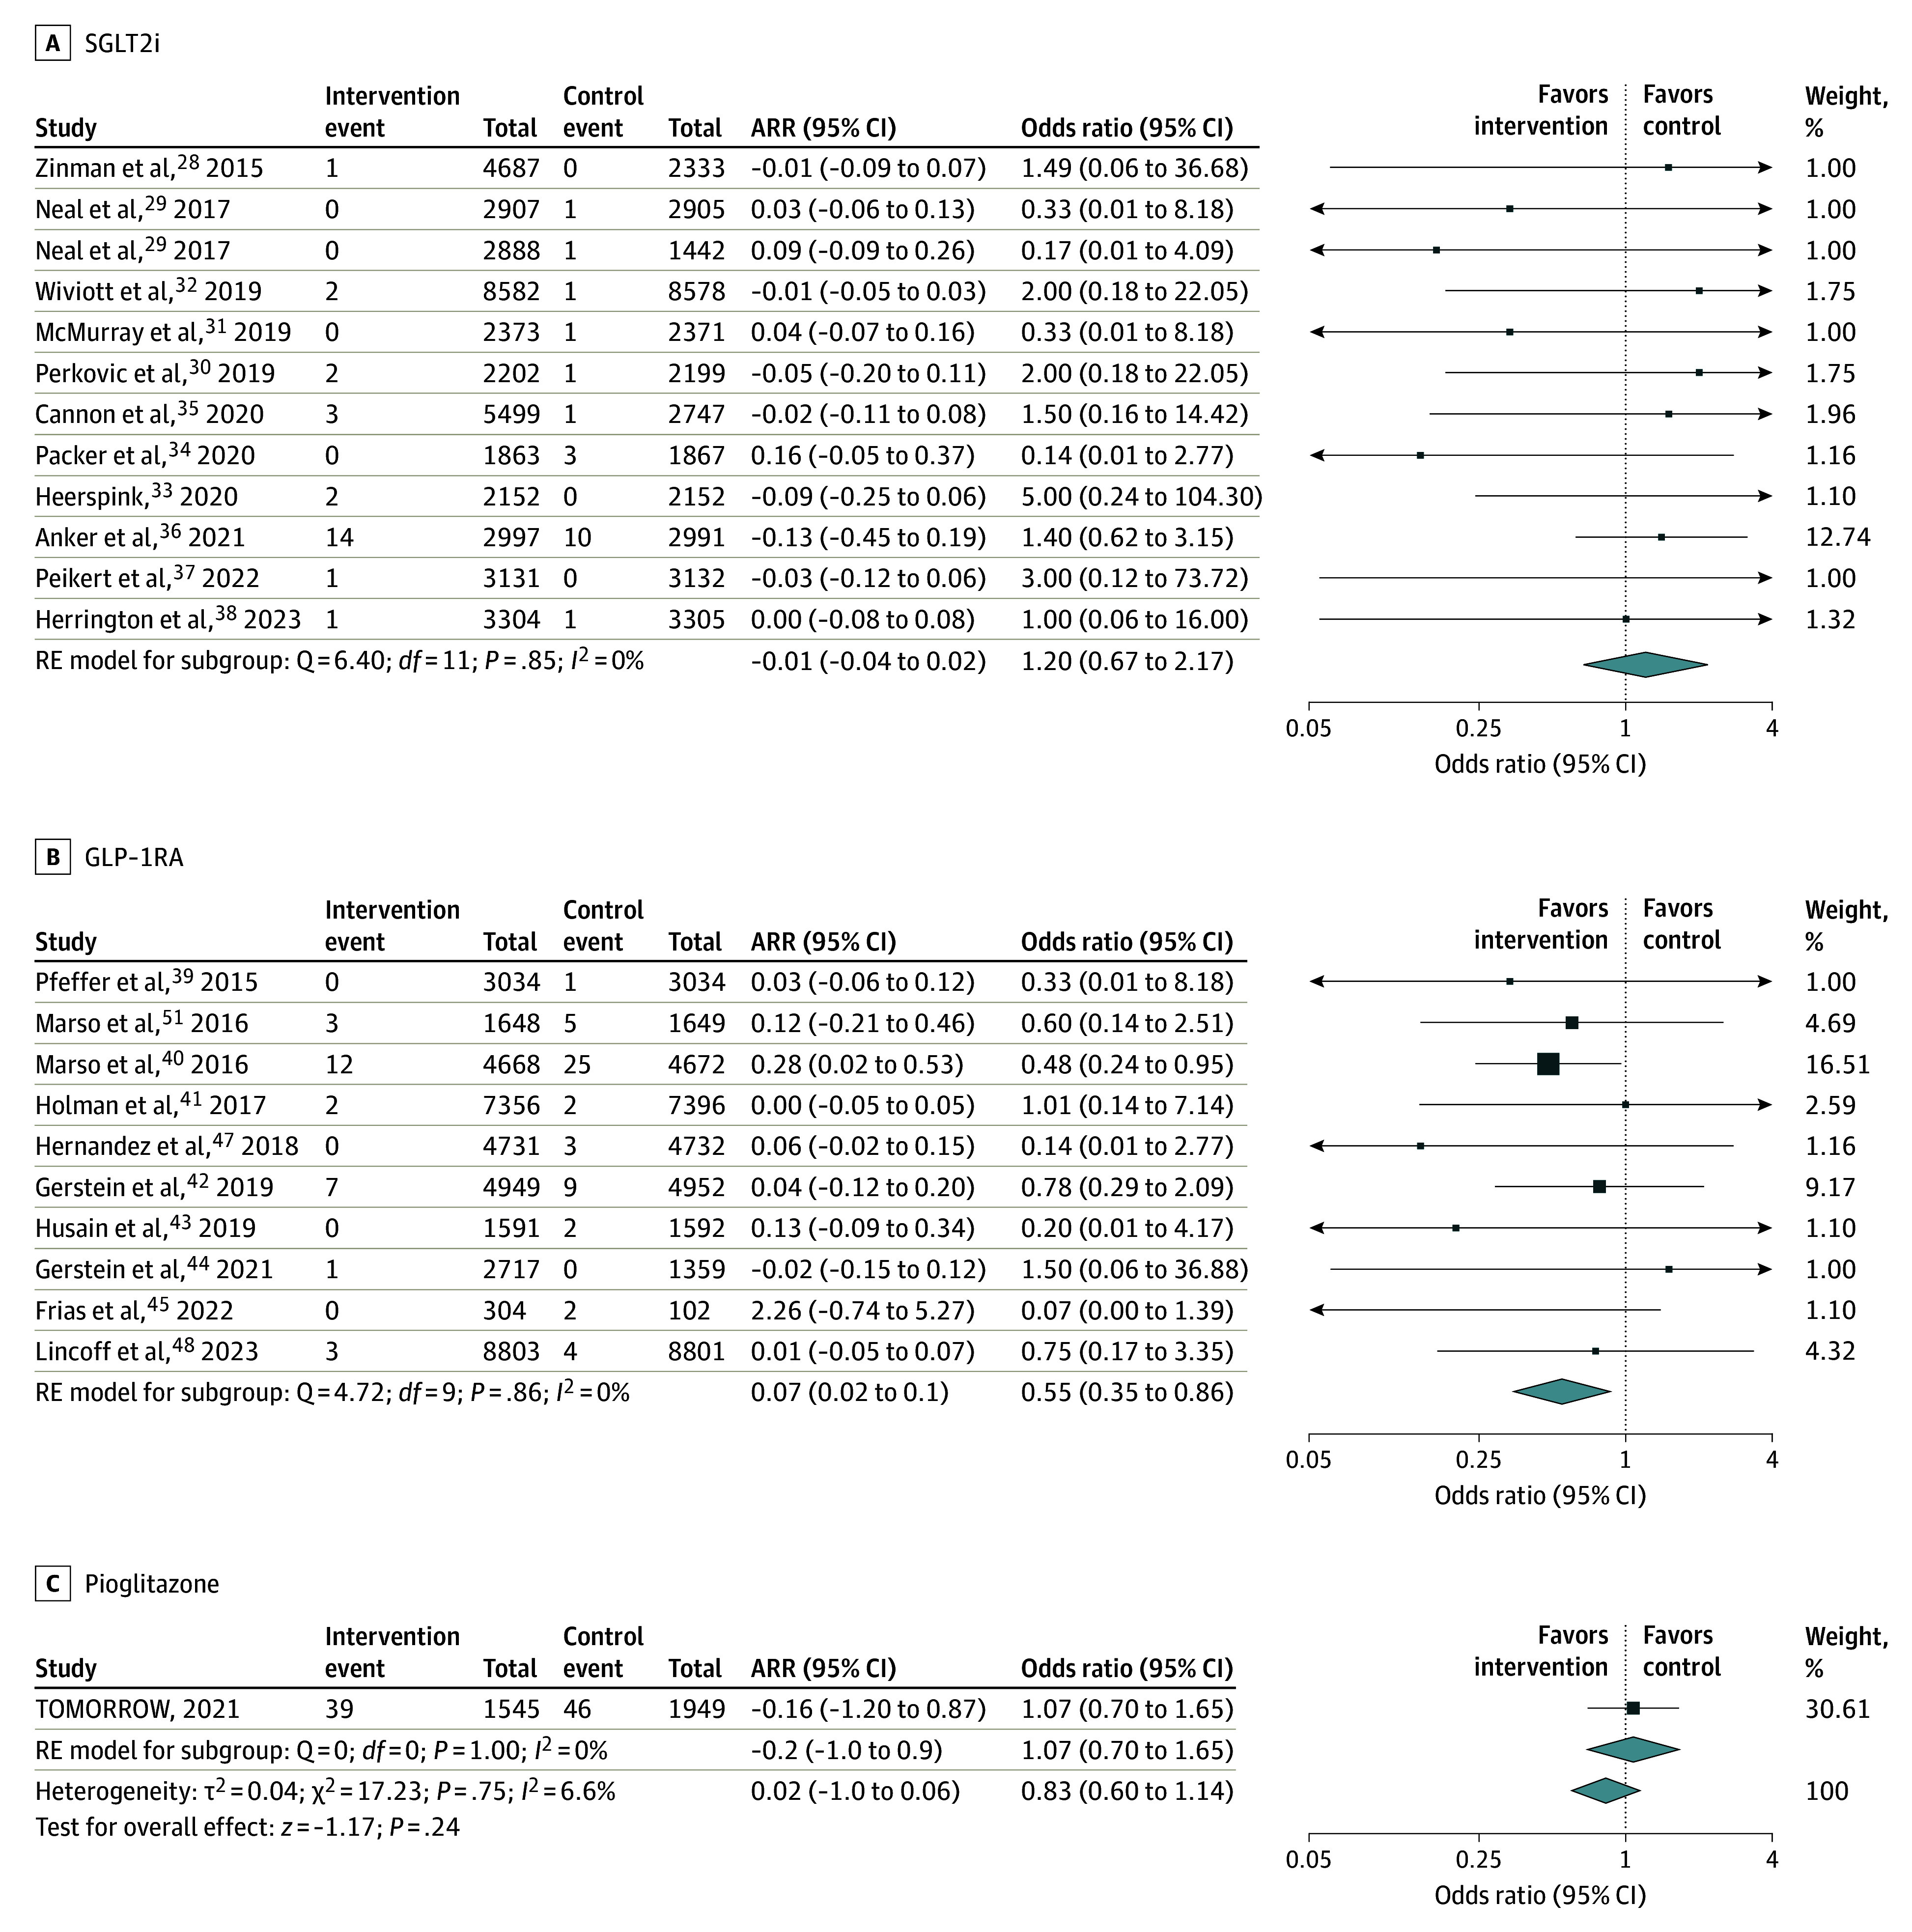 A SGLT2i
Intervention Control Favors Favors Weight,
Study event Total event Total ARR (95% CI) Odds ratio (95% CI) intervention control %
Zinman et al,28 2015 1 4687 0 2333 -0.01 (-0.09 to 0.07) 1.49 (0.06 to 36.68) 1.00
Neal et al,29 2017 0 2907 1 2905 0.03 (-0.06 to 0.13) 0.33 (0.01 to 8.18) 1.00
Neal et al,29 2017 0 2888 1 1442 0.09 (-0.09 to 0.26) 0.17 (0.01 to 4.09) 1.00
Wiviott et al,32 2019 2 8582 1 8578 -0.01 (-0.05 to 0.03) 2.00 (0.18 to 22.05) 1.75
McMurray et al,31 2019 0 2373 1 2371 0.04 (-0.07 to 0.16) 0.33 (0.01 to 8.18) 1.00
Perkovic et al,30 2019 2 2202 1 2199 -0.05 (-0.20 to 0.11) 2.00 (0.18 to 22.05) 1.75
Cannon et al,35 2020 3 5499 1 2747 -0.02 (-0.11 to 0.08) 1.50 (0.16 to 14.42) 1.96
Packer et al,34 2020 0 1863 3 1867 0.16 (-0.05 to 0.37) 0.14 (0.01 to 2.77) 1.16
Heerspink,33 2020 2 2152 0 2152 -0.09 (-0.25 to 0.06) 5.00 (0.24 to 104.30) 1.10
Anker et al,36 2021 14 2997 10 2991 -0.13 (-0.45 to 0.19) 1.40 (0.62 to 3.15) 12.74
Peikert et al,37 2022 1 3131 0 3132 -0.03 (-0.12 to 0.06) 3.00 (0.12 to 73.72) 1.00
Herrington et al,38 2023 1 3304 1 3305 0.00 (-0.08 to 0.08) 1.00 (0.06 to 16.00) 1.32
RE model for subgroup: Q=6.40; df=11; P=.85; I2=0% -0.01 (-0.04 to 0.02) 1.20 (0.67 to 2.17)
0.05 0.25 1 4
Odds ratio (95% CI)
B GLP-1RA
Intervention Control Favors Favors Weight,
Study event Total event Total ARR (95% CI) Odds ratio (95% CI) intervention control %
Pfeffer et al,39 2015 0 3034 1 3034 0.03 (-0.06 to 0.12) 0.33 (0.01 to 8.18) 1.00
Marso et al,51 2016 3 1648 5 1649 0.12 (-0.21 to 0.46) 0.60 (0.14 to 2.51) 4.69
Marso et al,40 2016 12 4668 25 4672 0.28 (0.02 to 0.53) 0.48 (0.24 to 0.95) 16.51
Holman et al,41 2017 2 7356 2 7396 0.00 (-0.05 to 0.05) 1.01 (0.14 to 7.14) 2.59
Hernandez et al,47 2018 0 4731 3 4732 0.06 (-0.02 to 0.15) 0.14 (0.01 to 2.77) 1.16
Gerstein et al,42 2019 7 4949 9 4952 0.04 (-0.12 to 0.20) 0.78 (0.29 to 2.09) 9.17
Husain et al,43 2019 0 1591 2 1592 0.13 (-0.09 to 0.34) 0.20 (0.01 to 4.17) 1.10
Gerstein et al,44 2021 1 2717 0 1359 -0.02 (-0.15 to 0.12) 1.50 (0.06 to 36.88) 1.00
Frias et al,45 2022 0 304 2 102 2.26 (-0.74 to 5.27) 0.07 (0.00 to 1.39) 1.10
Lincoff et al,48 2023 3 8803 4 8801 0.01 (-0.05 to 0.07) 0.75 (0.17 to 3.35) 4.32
RE model for subgroup: Q=4.72; df=9; P=.86; I2=0% 0.07 (0.02 to 0.1) 0.55 (0.35 to 0.86)
0.05 0.25 1 4
Odds ratio (95% CI)
C Pioglitazone
Intervention Control Favors Favors Weight,
Study event Total event Total ARR (95% CI) Odds ratio (95% CI) intervention control %
TOMORROW, 2021 39 1545 46 1949 -0.16 (-1.20 to 0.87) 1.07 (0.70 to 1.65) 30.61
RE model for subgroup: Q=0; df=0; P=1.00; I2=0% -0.2 (-1.0 to 0.9) 1.07 (0.70 to 1.65)
Heterogeneity: τ2=0.04; χ2=17.23; P=.75; I2=6.6% 0.02 (-1.0 to 0.06) 0.83 (0.60 to 1.14) 100
Test for overall effect: z=-1.17; P=.24
0.05 0.25 1 4
Odds ratio (95% CI)